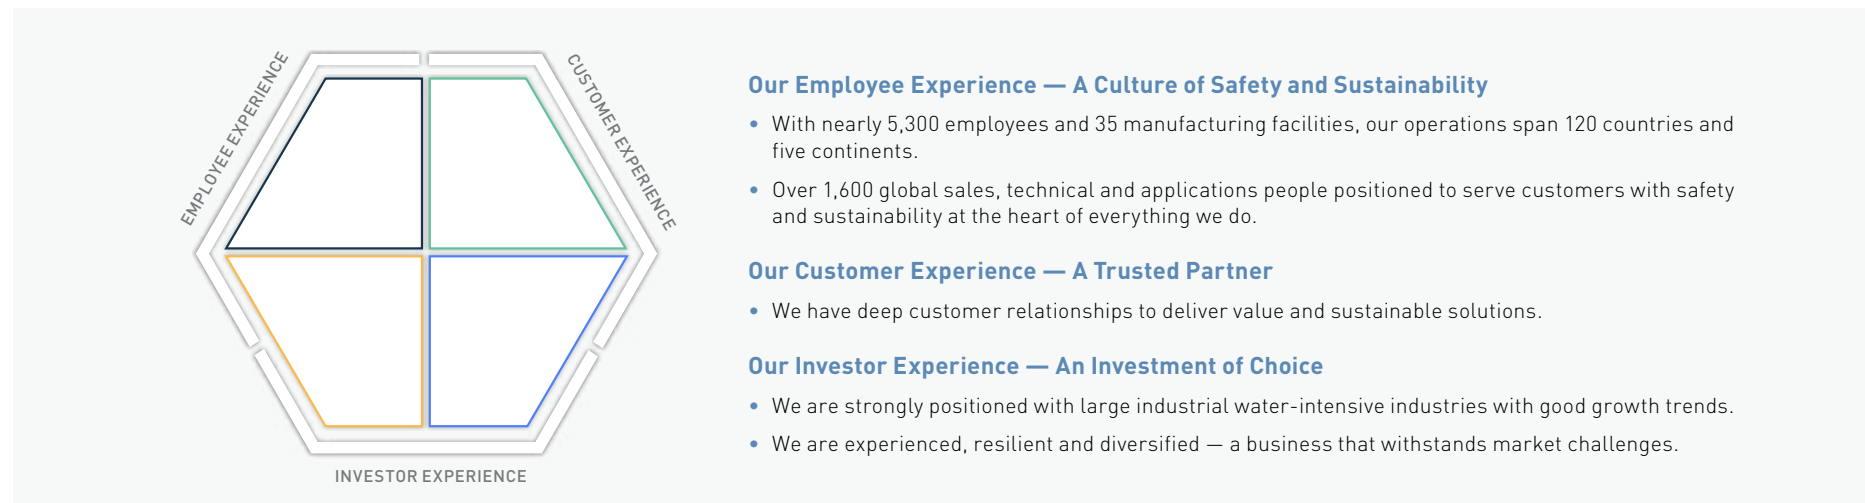 EMPLOYEE EXPERIENCE
CUSTOMER EXPERIENCE
INVESTOR EXPERIENCE
Our Employee Experience — A Culture of Safety and Sustainability
• With nearly 5,300 employees and 35 manufacturing facilities, our operations span 120 countries and
five continents.
• Over 1,600 global sales, technical and applications people positioned to serve customers with safety
and sustainability at the heart of everything we do.
Our Customer Experience — A Trusted Partner
• We have deep customer relationships to deliver value and sustainable solutions.
Our Investor Experience — An Investment of Choice
• We are strongly positioned with large industrial water-intensive industries with good growth trends.
• We are experienced, resilient and diversified — a business that withstands market challenges.